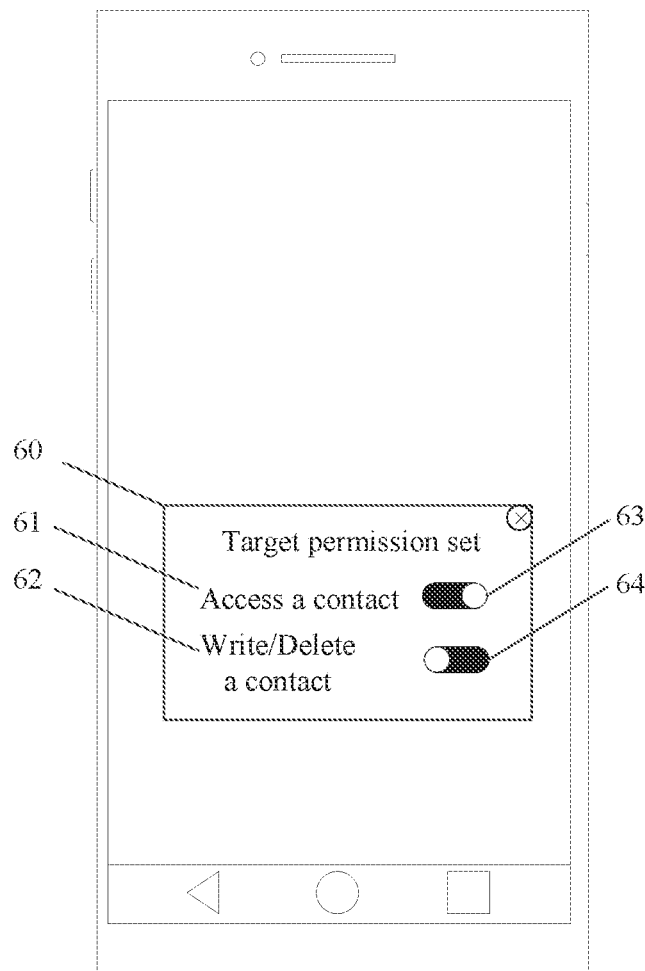 60
61
62
Target permission set
Access a contact
Write/Delete
a contact
63
64